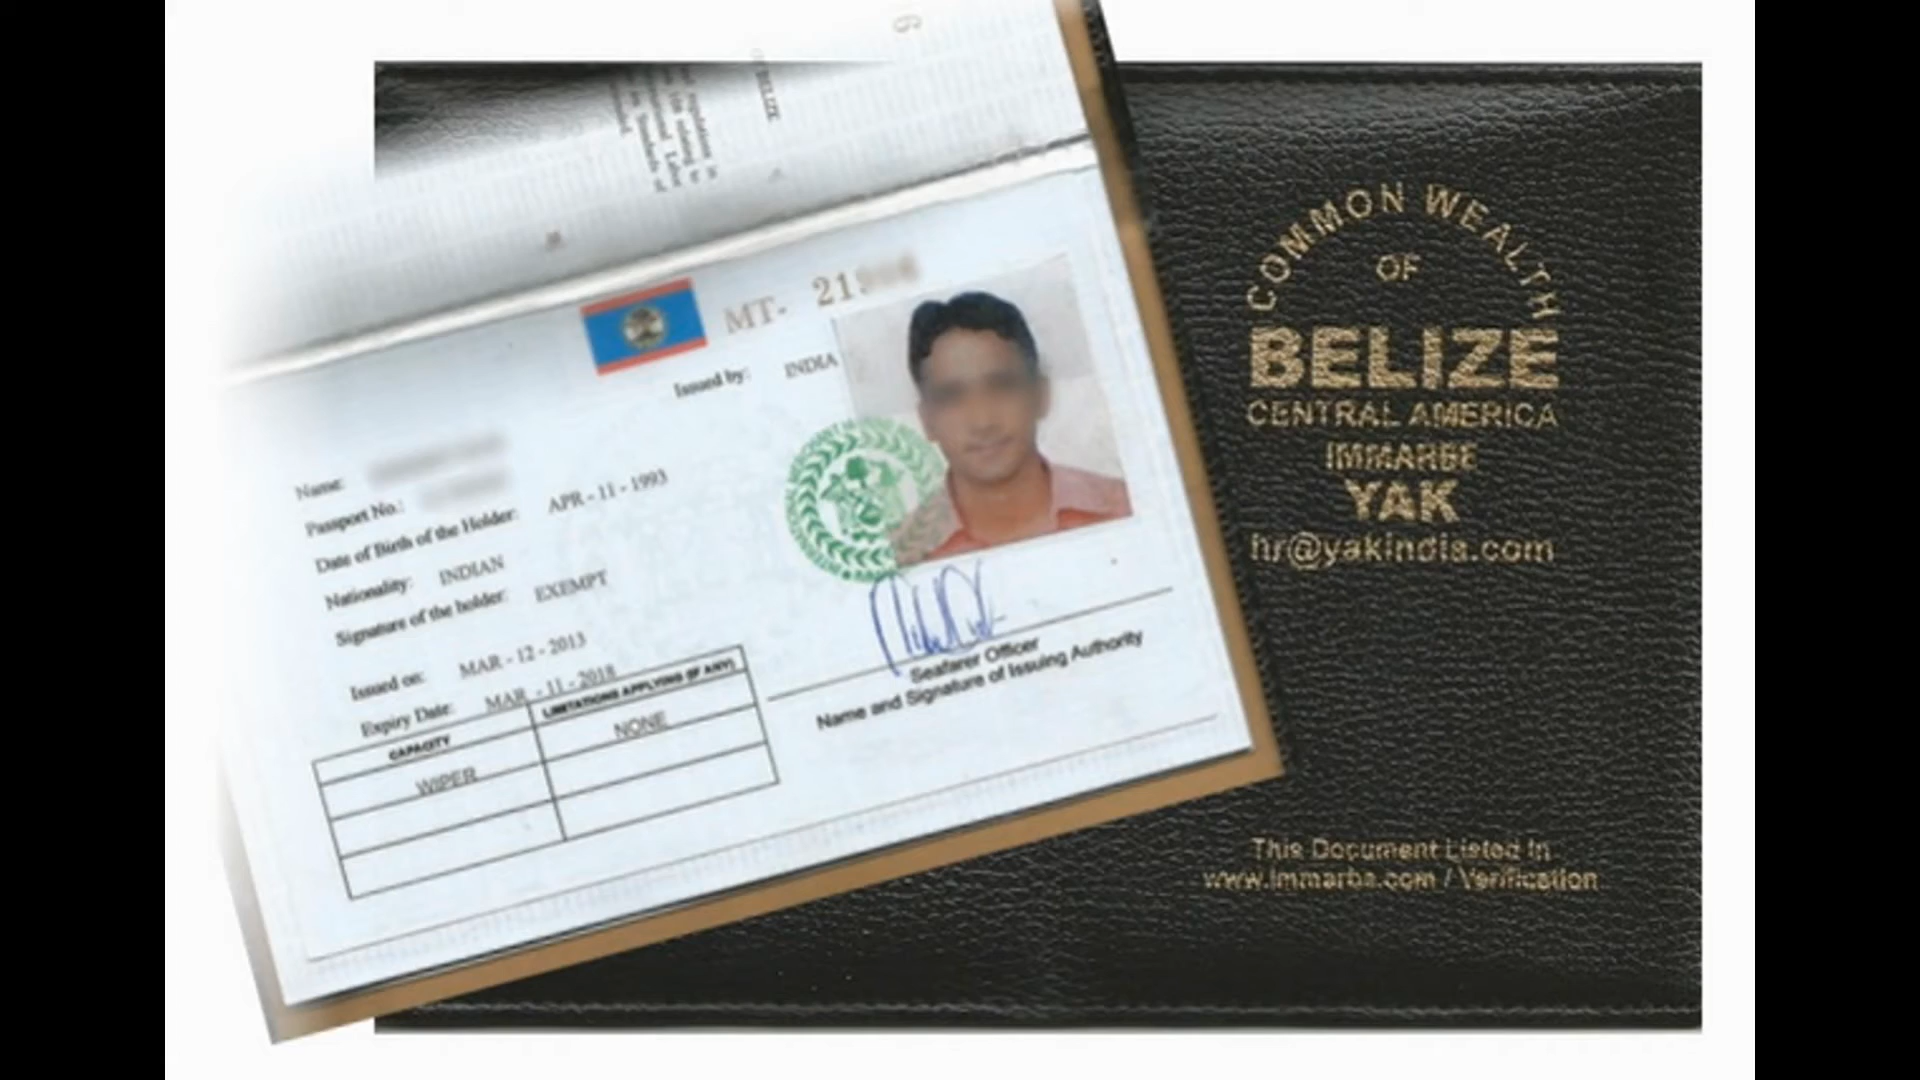 MT- 21
Issued by: INDIA
Name:
Passport No.:
Date of Birth of the Holder: APR - 11 - 1993
Nationality: INDIAN
Signature of the holder: EXEMPT
Issued on: MAR - 12 - 2013
Expiry Date: MAR - 11 - 2018
CAPACITY LIMITATIONS APPLYING (IF ANY)
WIPER NONE
Seafarer Officer
Name and Signature of Issuing Authority
COMMON WEALTH
OF
BELIZE
CENTRAL AMERICA
IMMARBE
YAK
hr@yakindia.com
This Document Listed In
www.immarbe.com / Verification